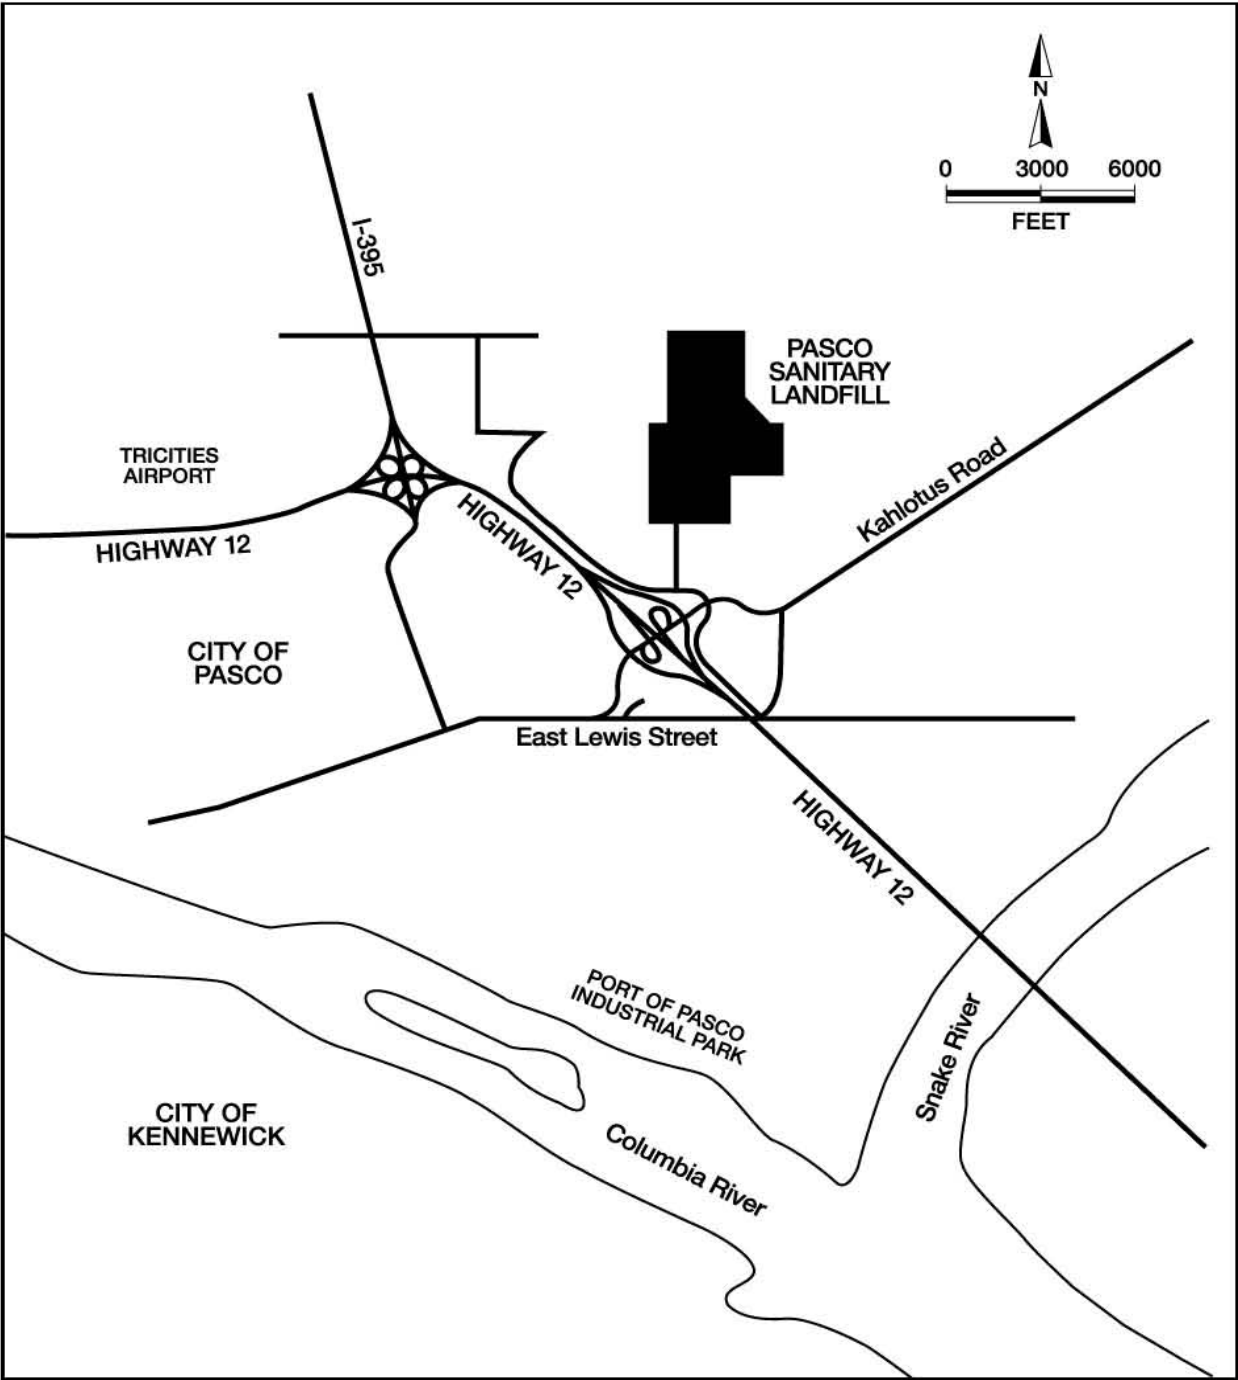 N
0 3000 6000
FEET
I-395
PASCO
SANITARY
LANDFILL
TRICITIES
AIRPORT
Kahlotus Road
HIGHWAY 12
HIGHWAY 12
CITY OF
PASCO
East Lewis Street
HIGHWAY 12
PORT OF PASCO
INDUSTRIAL PARK
Snake River
CITY OF
KENNEWICK
Columbia River